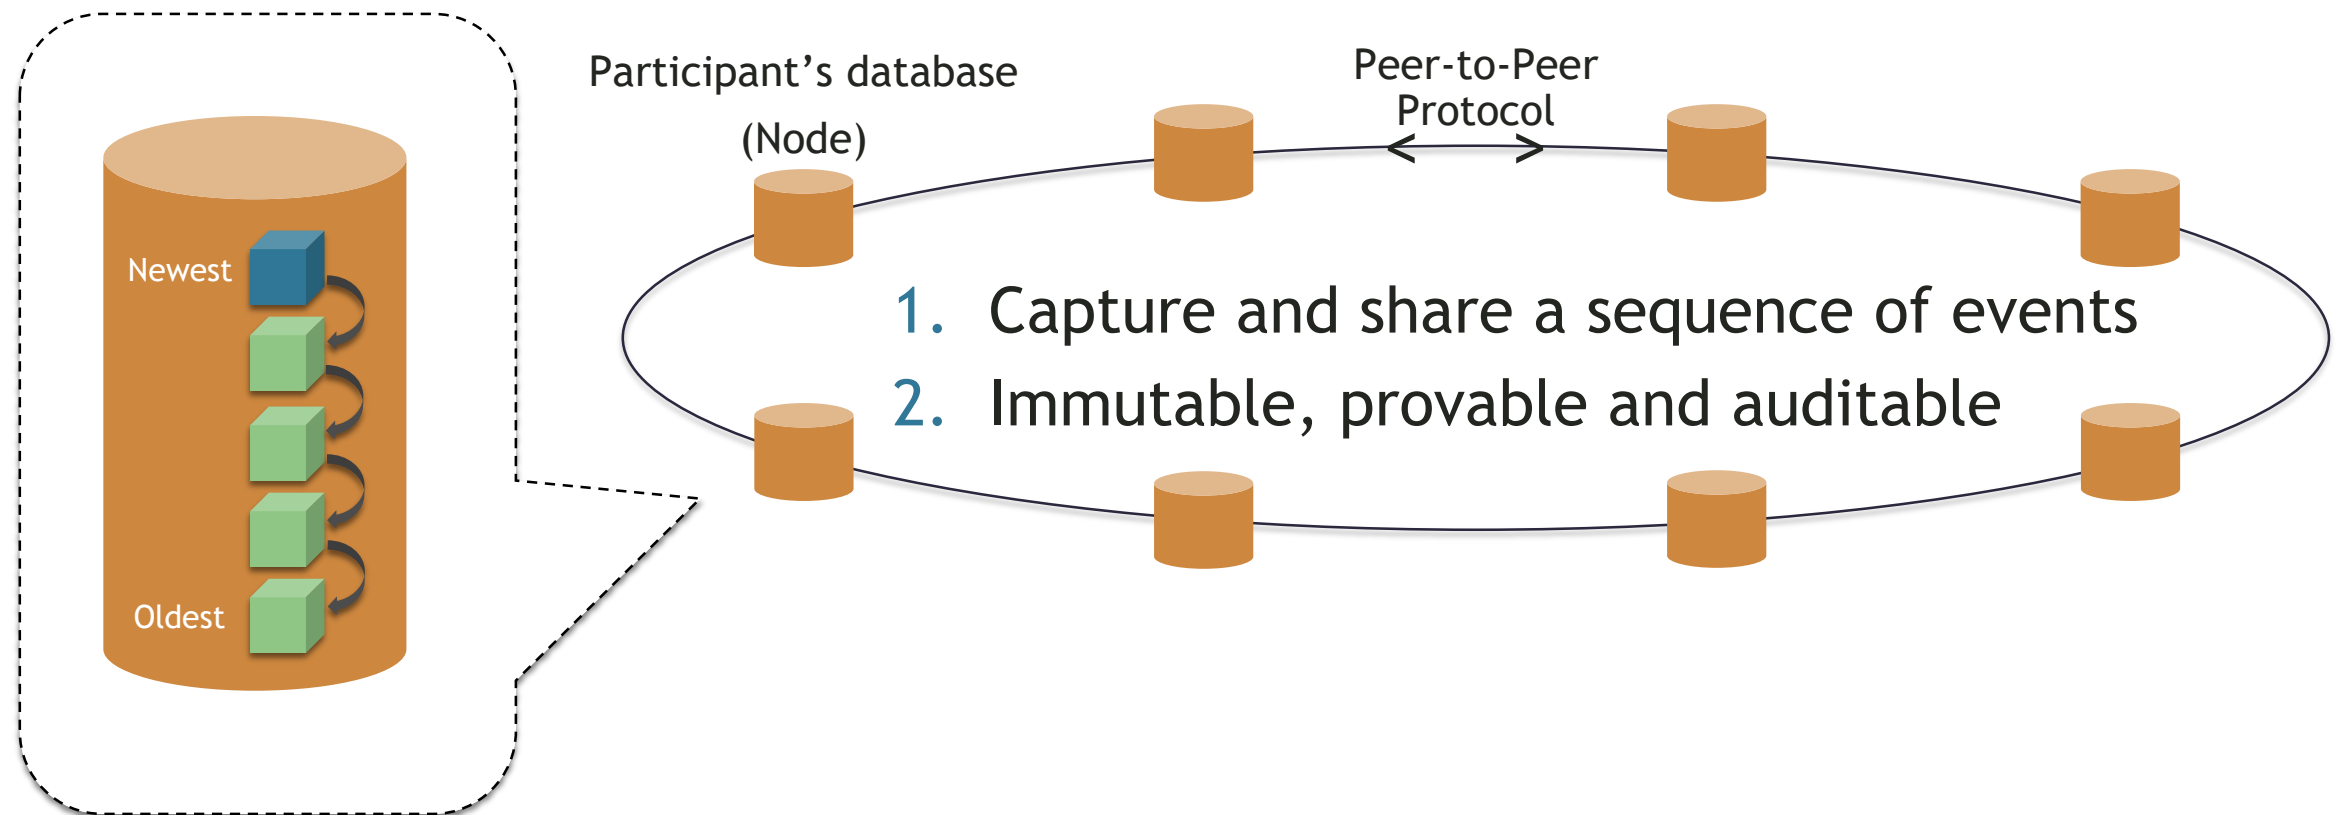 Participant’s database
(Node)
Peer-to-Peer
Protocol
Newest
Oldest
1. Capture and share a sequence of events
2. Immutable, provable and auditable